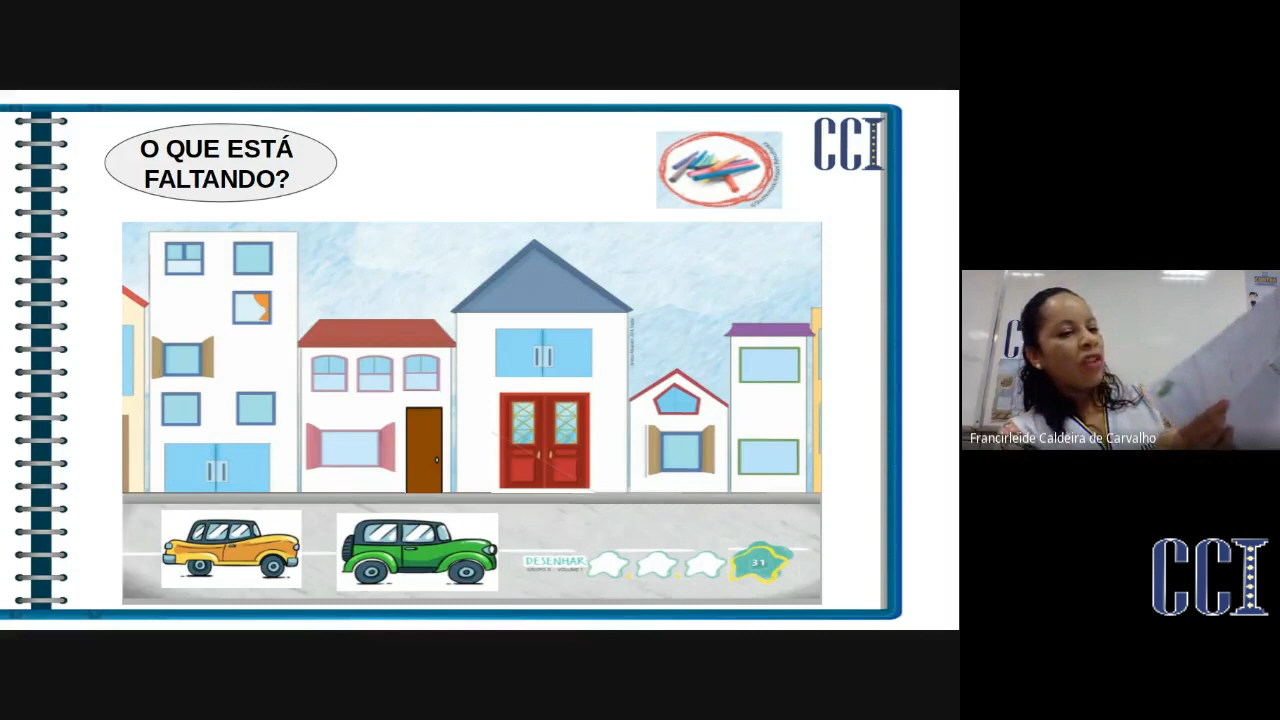 O QUE ESTÁ
FALTANDO?
CCI
DESENHAR
31
Francirleide Caldeira de Carvalho
CCI